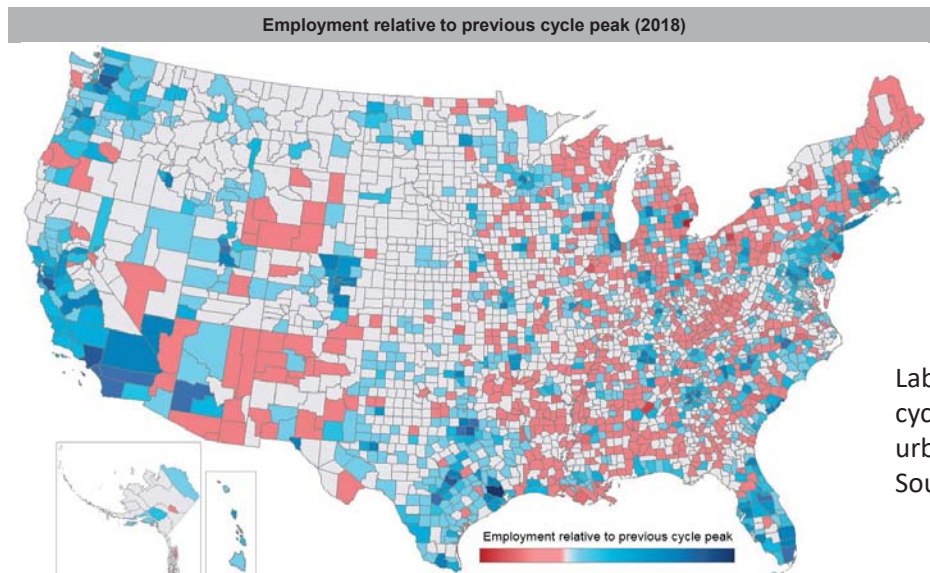 Employment relative to previous cycle peak (2018)
Lab
cyc
urb
Sou
Employment relative to previous cycle peak